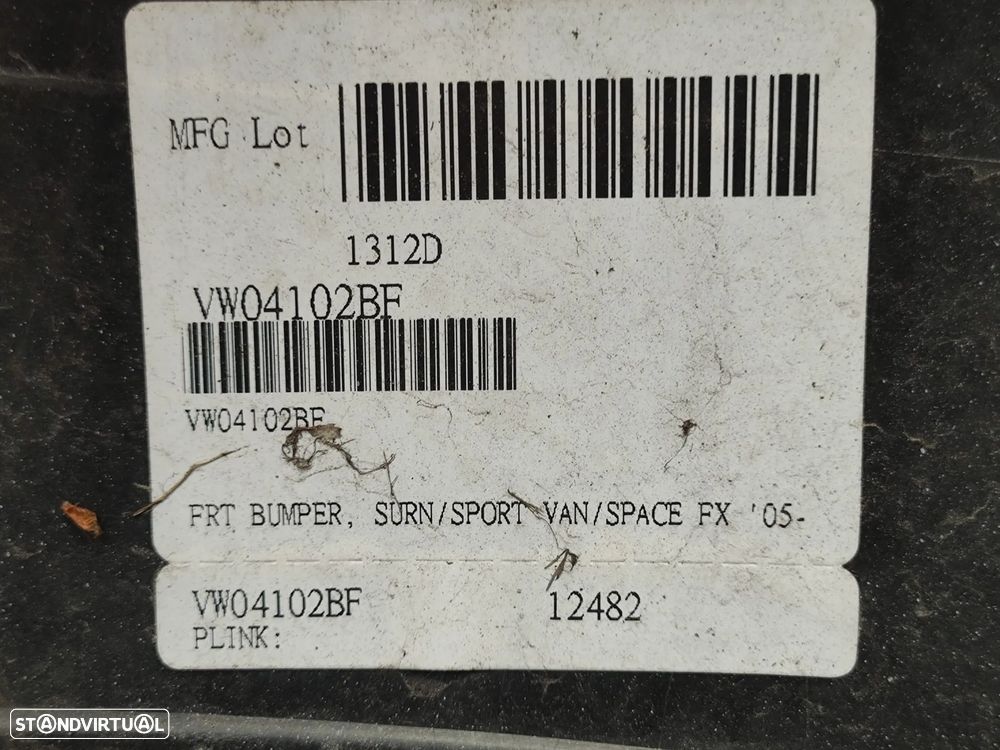 MFG Lot
1312D
VW04102BF
VW04102BF
FRT BUMPER, SURN/SPORT VAN/SPACE FX '05-
VW04102BF 12482
PLINK:
STANDVIRTUAL